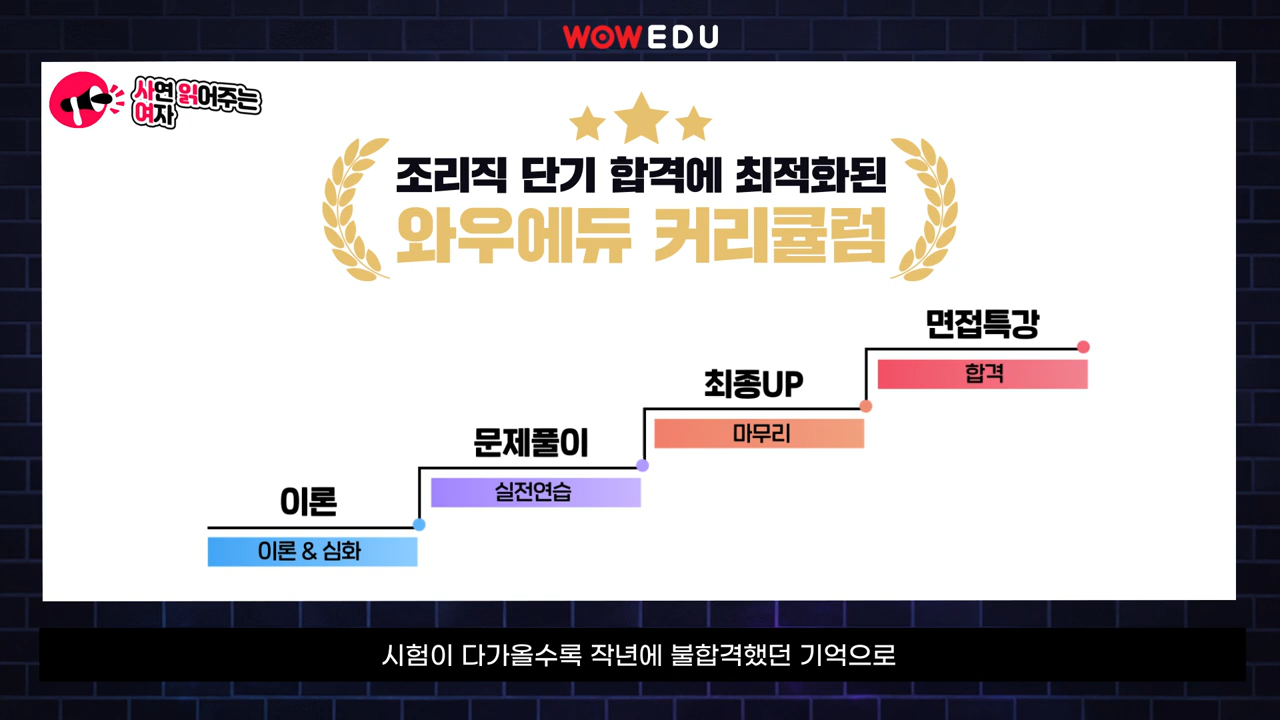 WOWEDU
사연 읽어주는
여자
조리직 단기 합격에 최적화된
와우에듀 커리큘럼
면접특강
합격
최종UP
마무리
문제풀이
실전연습
이론
이론 & 심화
시험이 다가올수록 작년에 불합격했던 기억으로